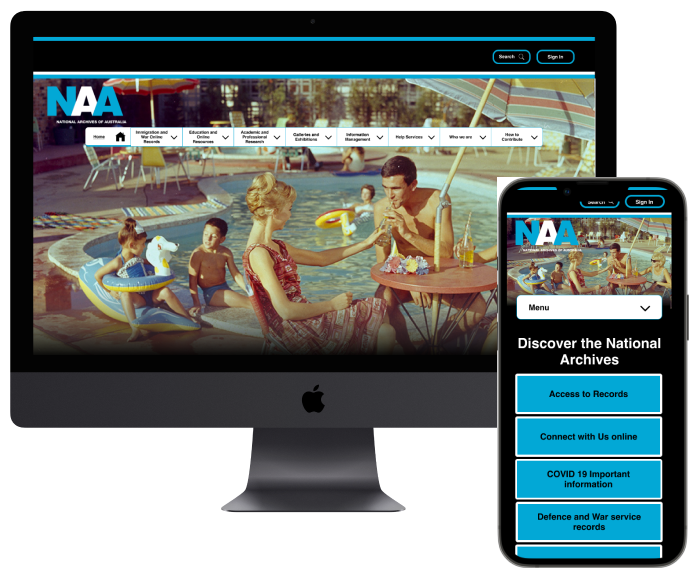 Search
Sign In
NAA
NATIONAL ARCHIVES OF AUSTRALIA
Home
Immigration and
War Online
Records
Education and
Online
Resources
Academic and
Professional
Research
Galleries and
Exhibitions
Information
Management
Help Services
Who we are
How to
Contribute
Search
Sign In
NAA
NATIONAL ARCHIVES OF AUSTRALIA
Menu
Discover the National
Archives
Access to Records
Connect with Us online
COVID 19 Important
information
Defence and War service
records